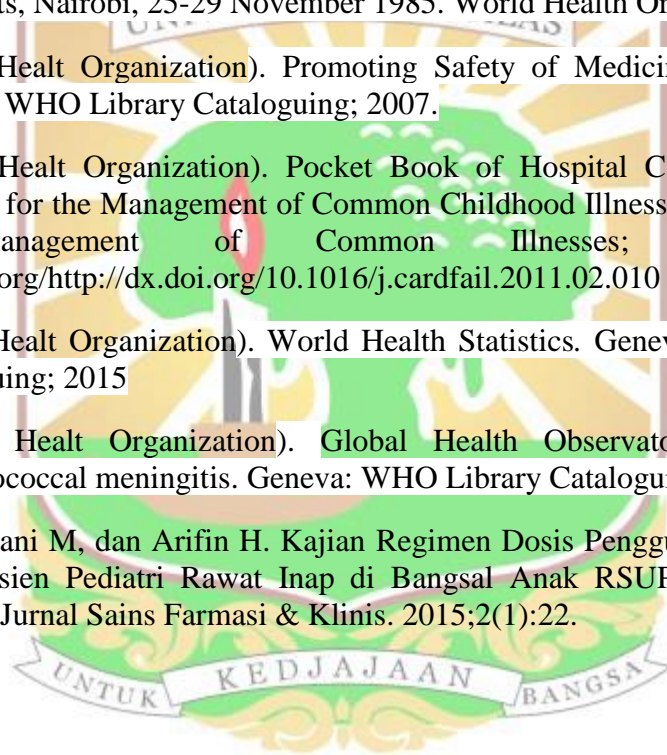 ts, Nairobi, 25-29 November 1985. World Health Or
Healt Organization). Promoting Safety of Medicin
WHO Library Cataloguing; 2007.
Healt Organization). Pocket Book of Hospital C
for the Management of Common Childhood Illness
anagement of Common Illnesses;
org/http://dx.doi.org/10.1016/j.cardfail.2011.02.010
Healt Organization). World Health Statistics. Genev
uing; 2015
Healt Organization). Global Health Observato
ococcal meningitis. Geneva: WHO Library Catalogui
ani M, dan Arifin H. Kajian Regimen Dosis Penggu
sien Pediatri Rawat Inap di Bangsal Anak RSUP
Jurnal Sains Farmasi & Klinis. 2015;2(1):22.
UNTUK KEDJAJAAN BANGSA